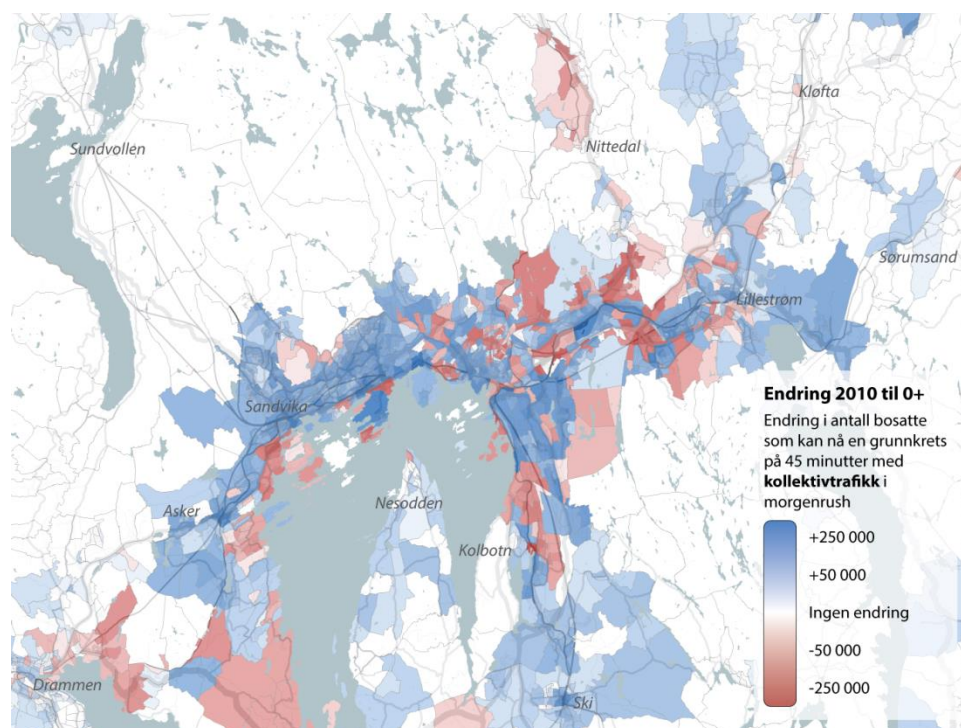 Kløfta
Sundvollen
Nittedal
Sørumsand
Lillestrøm
Sandvika
Asker
Nesodden
Kolbotn
Drammen
Ski
Endring 2010 til 0+
Endring i antall bosatte
som kan nå en grunnkrets
på 45 minutter med
kollektivtrafikk i
morgenrush
+250 000
+50 000
Ingen endring
-50 000
-250 000